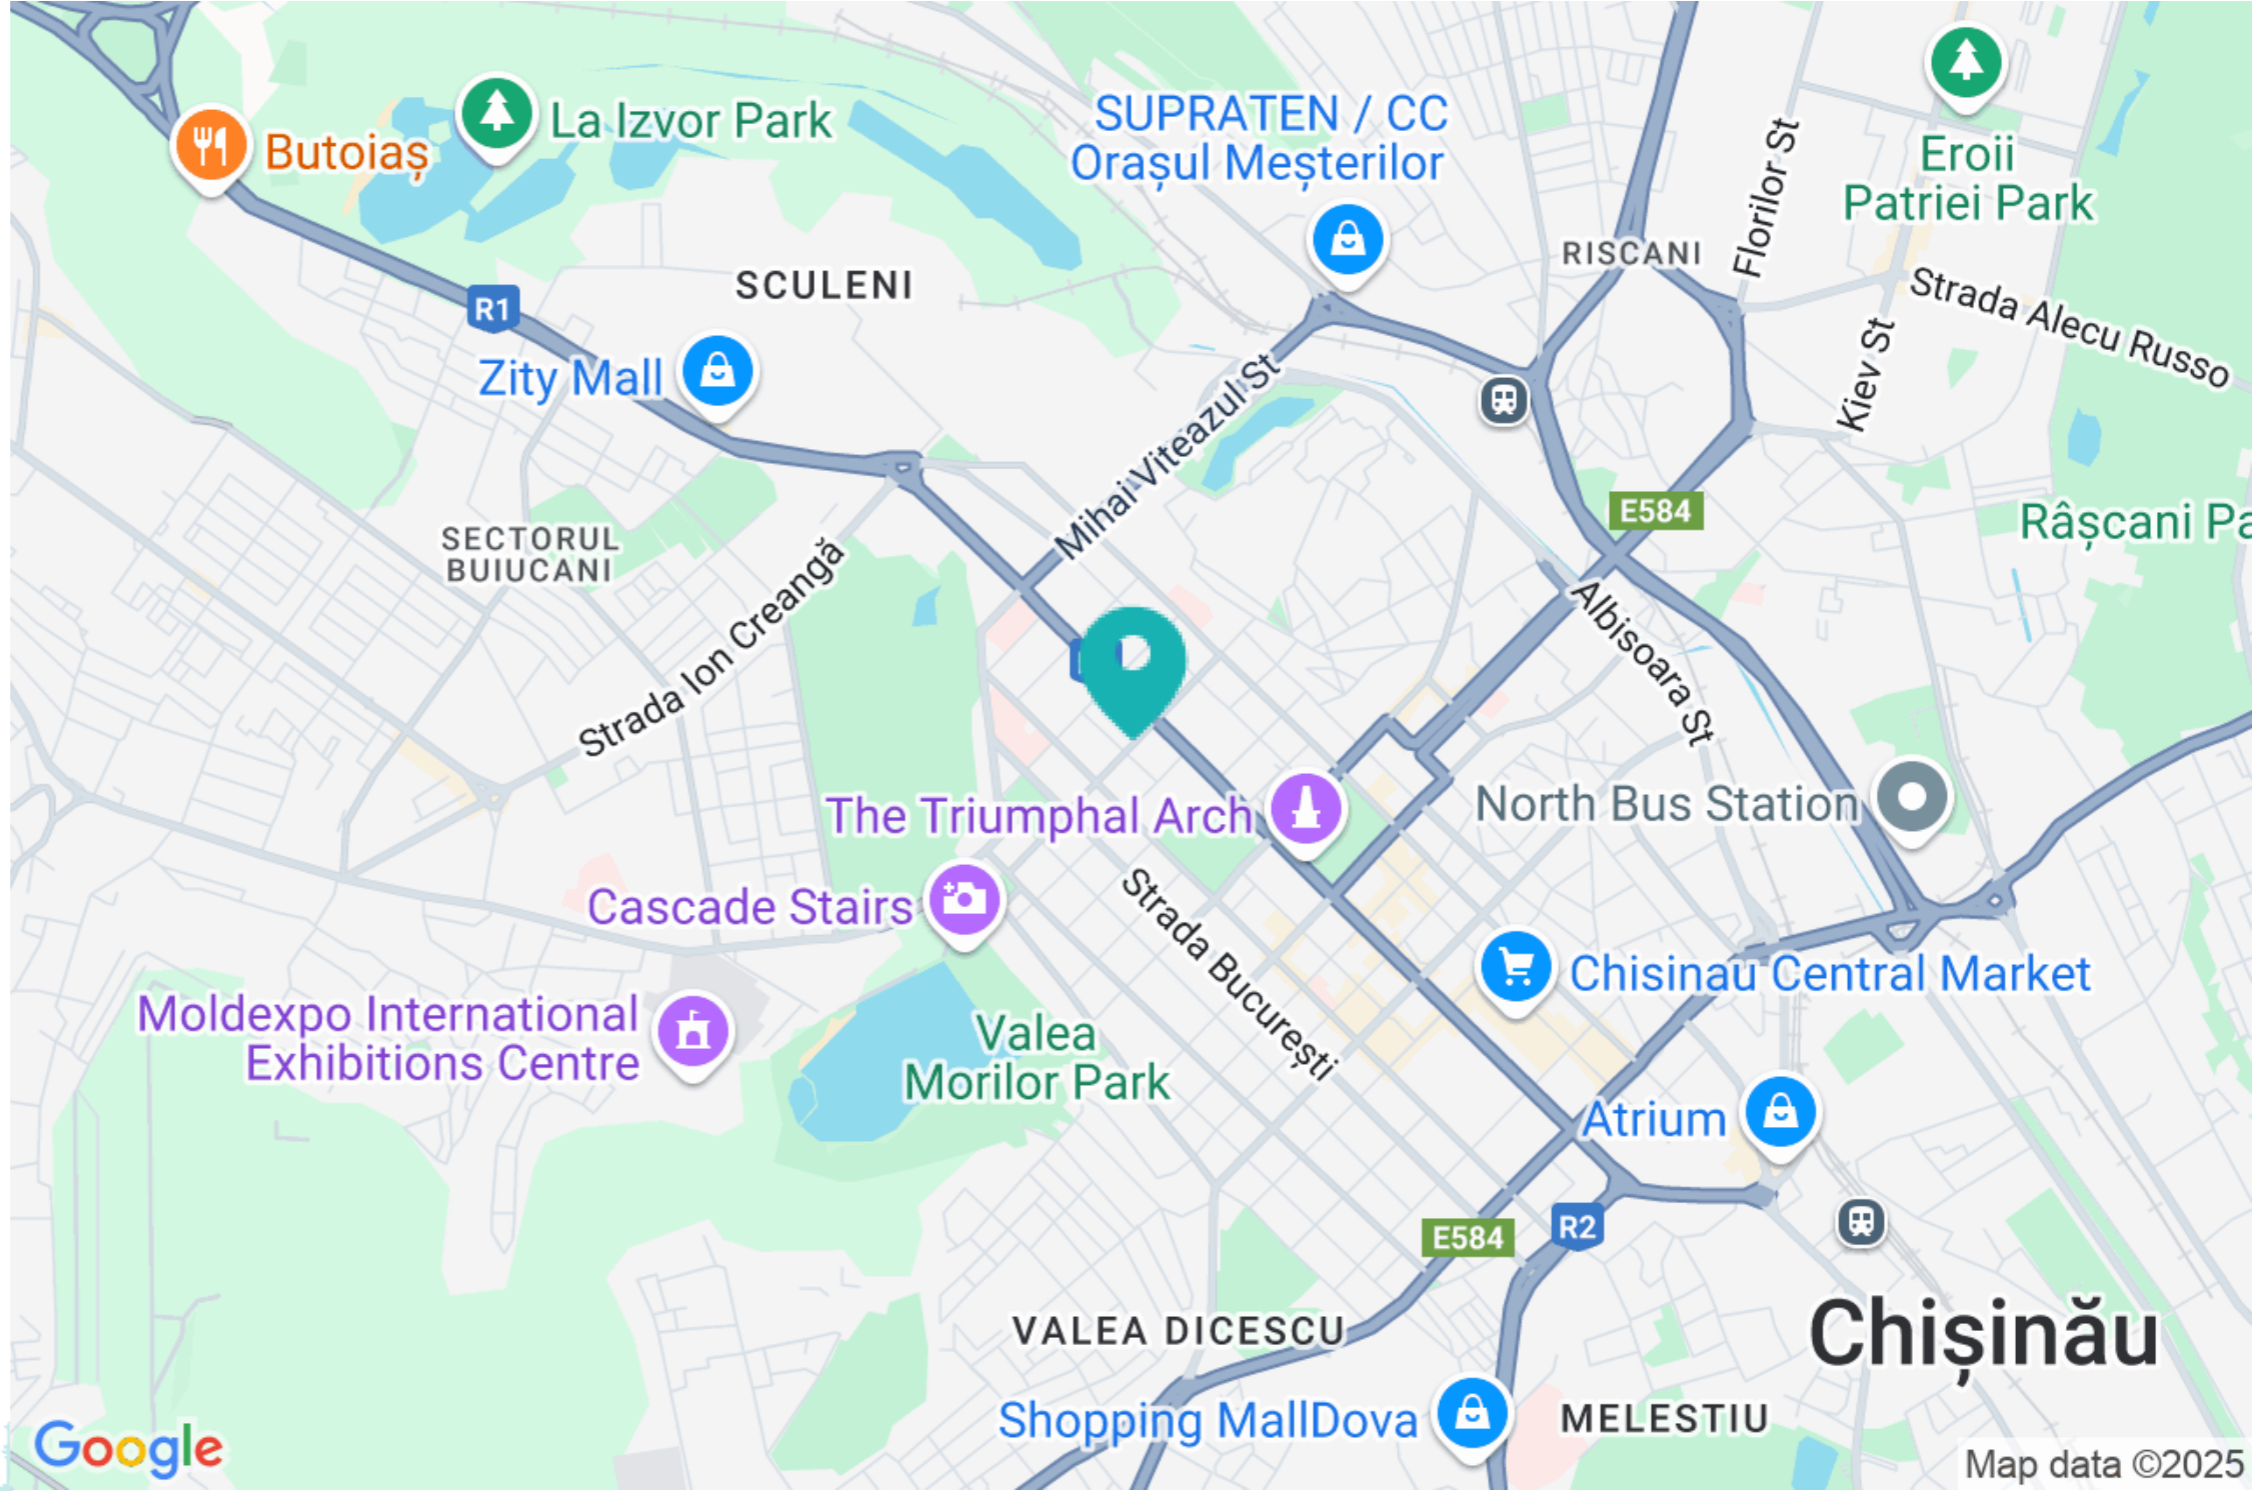 SUPRATEN / CC
Orașul Meșterilor
La Izvor Park
Butoiaș
Eroii
Patriei Park
Florilor St
RISCANI
SCULENI
R1
Strada Alecu Russo
Kiev St
Zity Mall
Mihai Viteazul St
E584
Râșcani Pa
SECTORUL
BUIUCANI
Strada Ion Creangă
Albisoara St
The Triumphal Arch
North Bus Station
Cascade Stairs
Strada București
Chisinau Central Market
Moldexpo International
Exhibitions Centre
Valea
Morilor Park
Atrium
E584
R2
VALEA DICESCU
Chișinău
Shopping MallDova
MELESTIU
Google
Map data ©2025